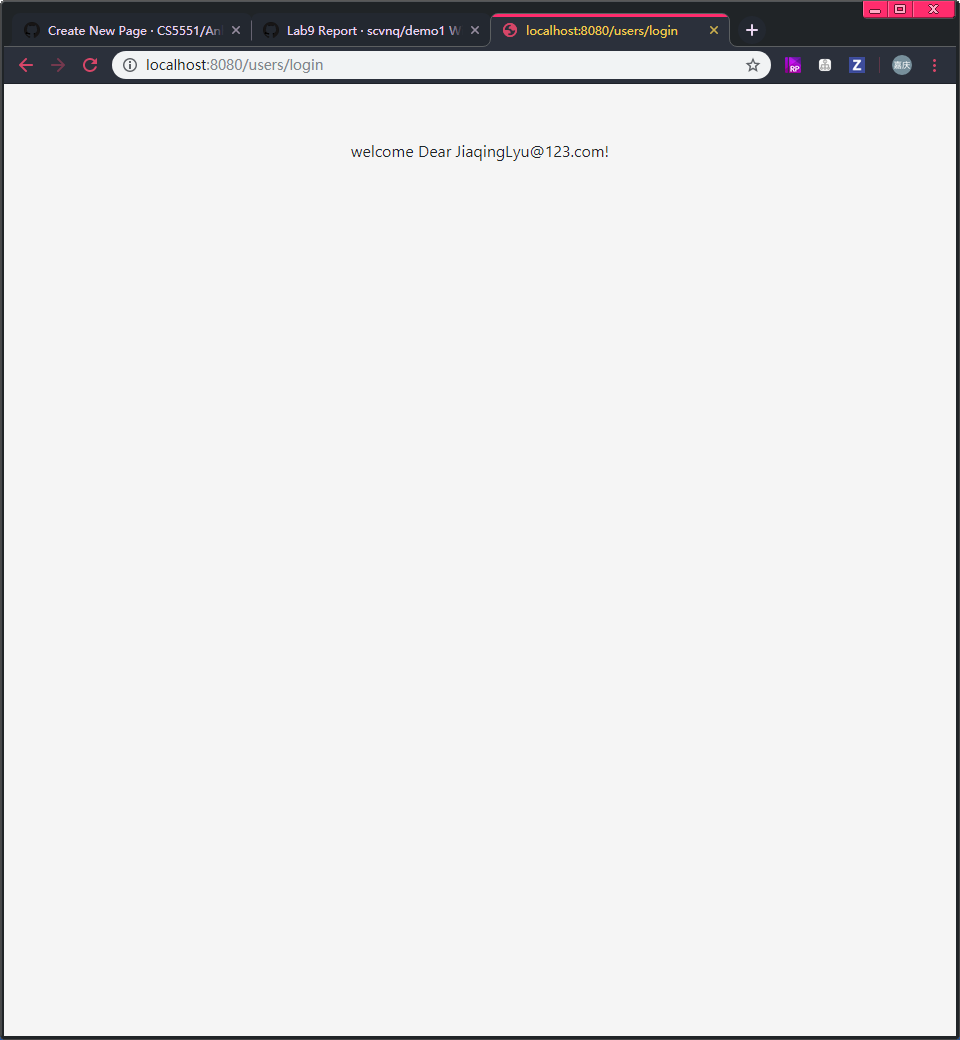 Create New Page · CS5551/An
Lab9 Report · scvnq/demo1 W
localhost:8080/users/login
localhost:8080/users/login
RP
Z
嘉庆
welcome Dear JiaqingLyu@123.com!